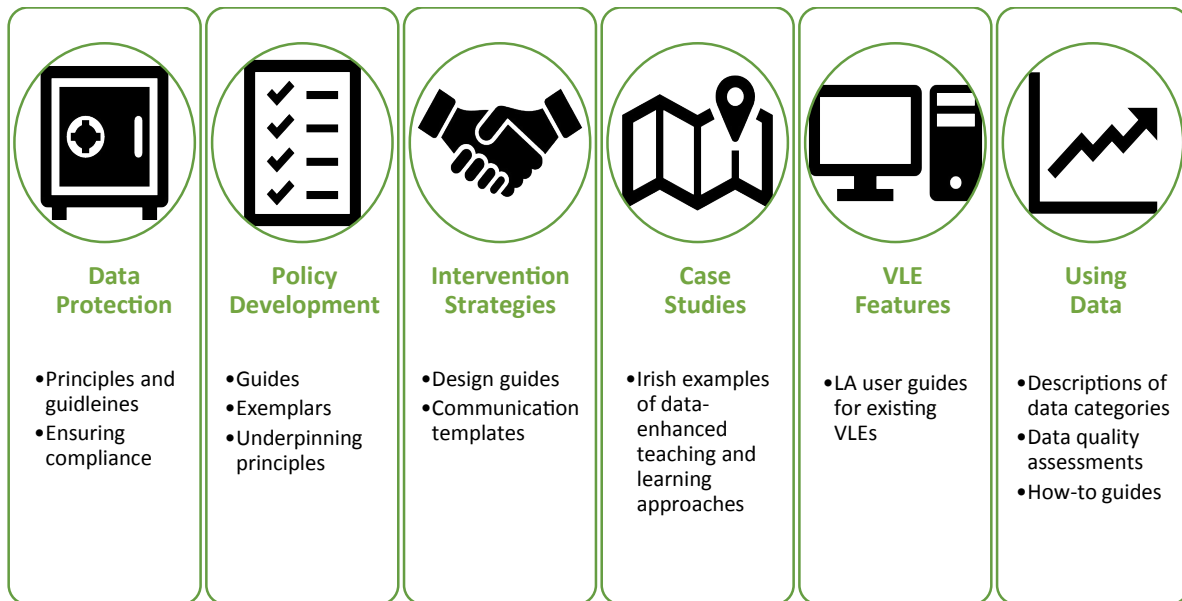 Data
Protection
•Principles and
guidleines
•Ensuring
compliance
Policy
Development
•Guides
•Exemplars
•Underpinning
principles
Intervention
Strategies
•Design guides
•Communication
templates
Case
Studies
•Irish examples
of data-
enhanced
teaching and
learning
approaches
VLE
Features
•LA user guides
for existing
VLEs
Using
Data
•Descriptions of
data categories
•Data quality
assessments
•How-to guides